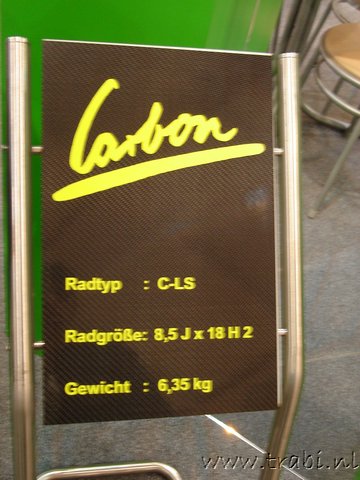 Carbon
Radtyp : C-LS
Radgröße: 8,5 J x 18 H 2
Gewicht : 6,35 kg
www.trabi.nl